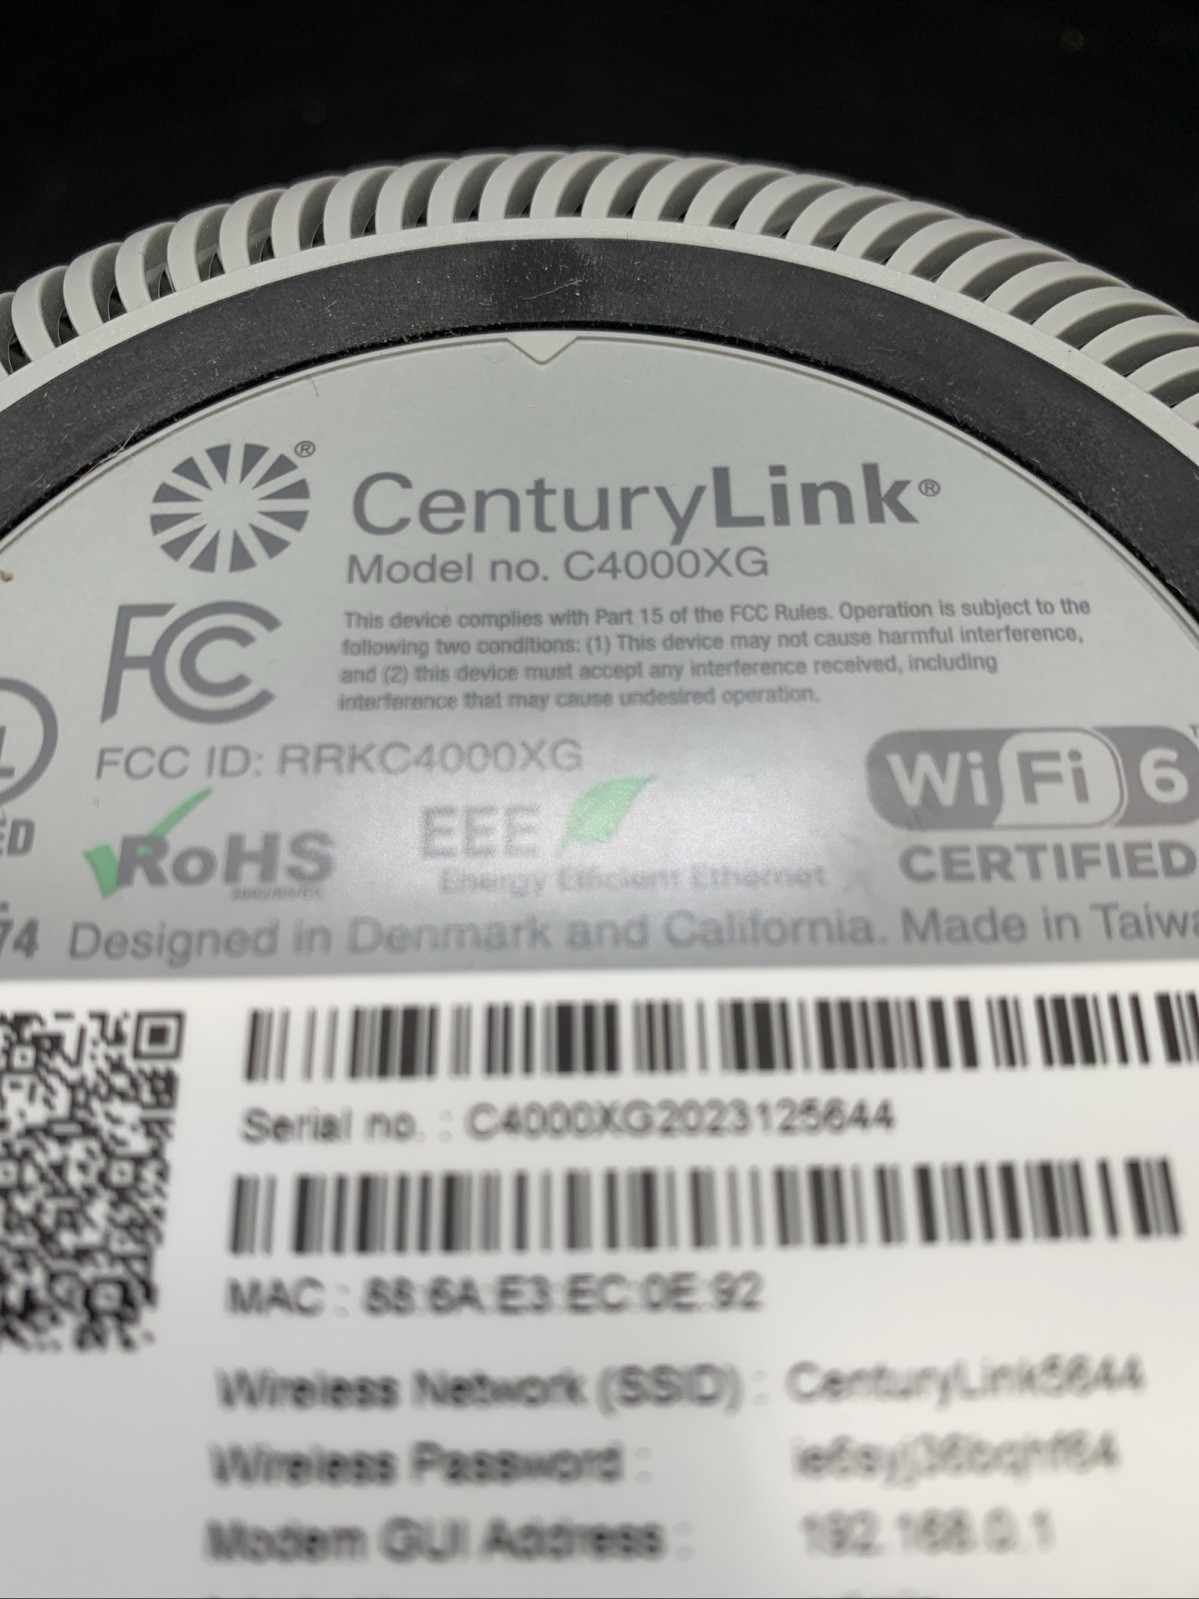 CenturyLink®
Model no. C4000XG
FCC
This device complies with Part 15 of the FCC Rules. Operation is subject to the
following two conditions: (1) This device may not cause harmful interference,
and (2) this device must accept any interference received, including
interference that may cause undesired operation.
FCC ID: RRKC4000XG
WiFi 6
CERTIFIED
ED
RoHS
EEE
Energy Efficient Ethernet
74 Designed in Denmark and California. Made in Taiwa
Serial no. : C4000XG2023125644
MAC : 88:6A:E3:EC:0E:92
Wireless Network (SSID) : CenturyLink5644
Wireless Password :
Modem GUI Address : 192.168.0.1